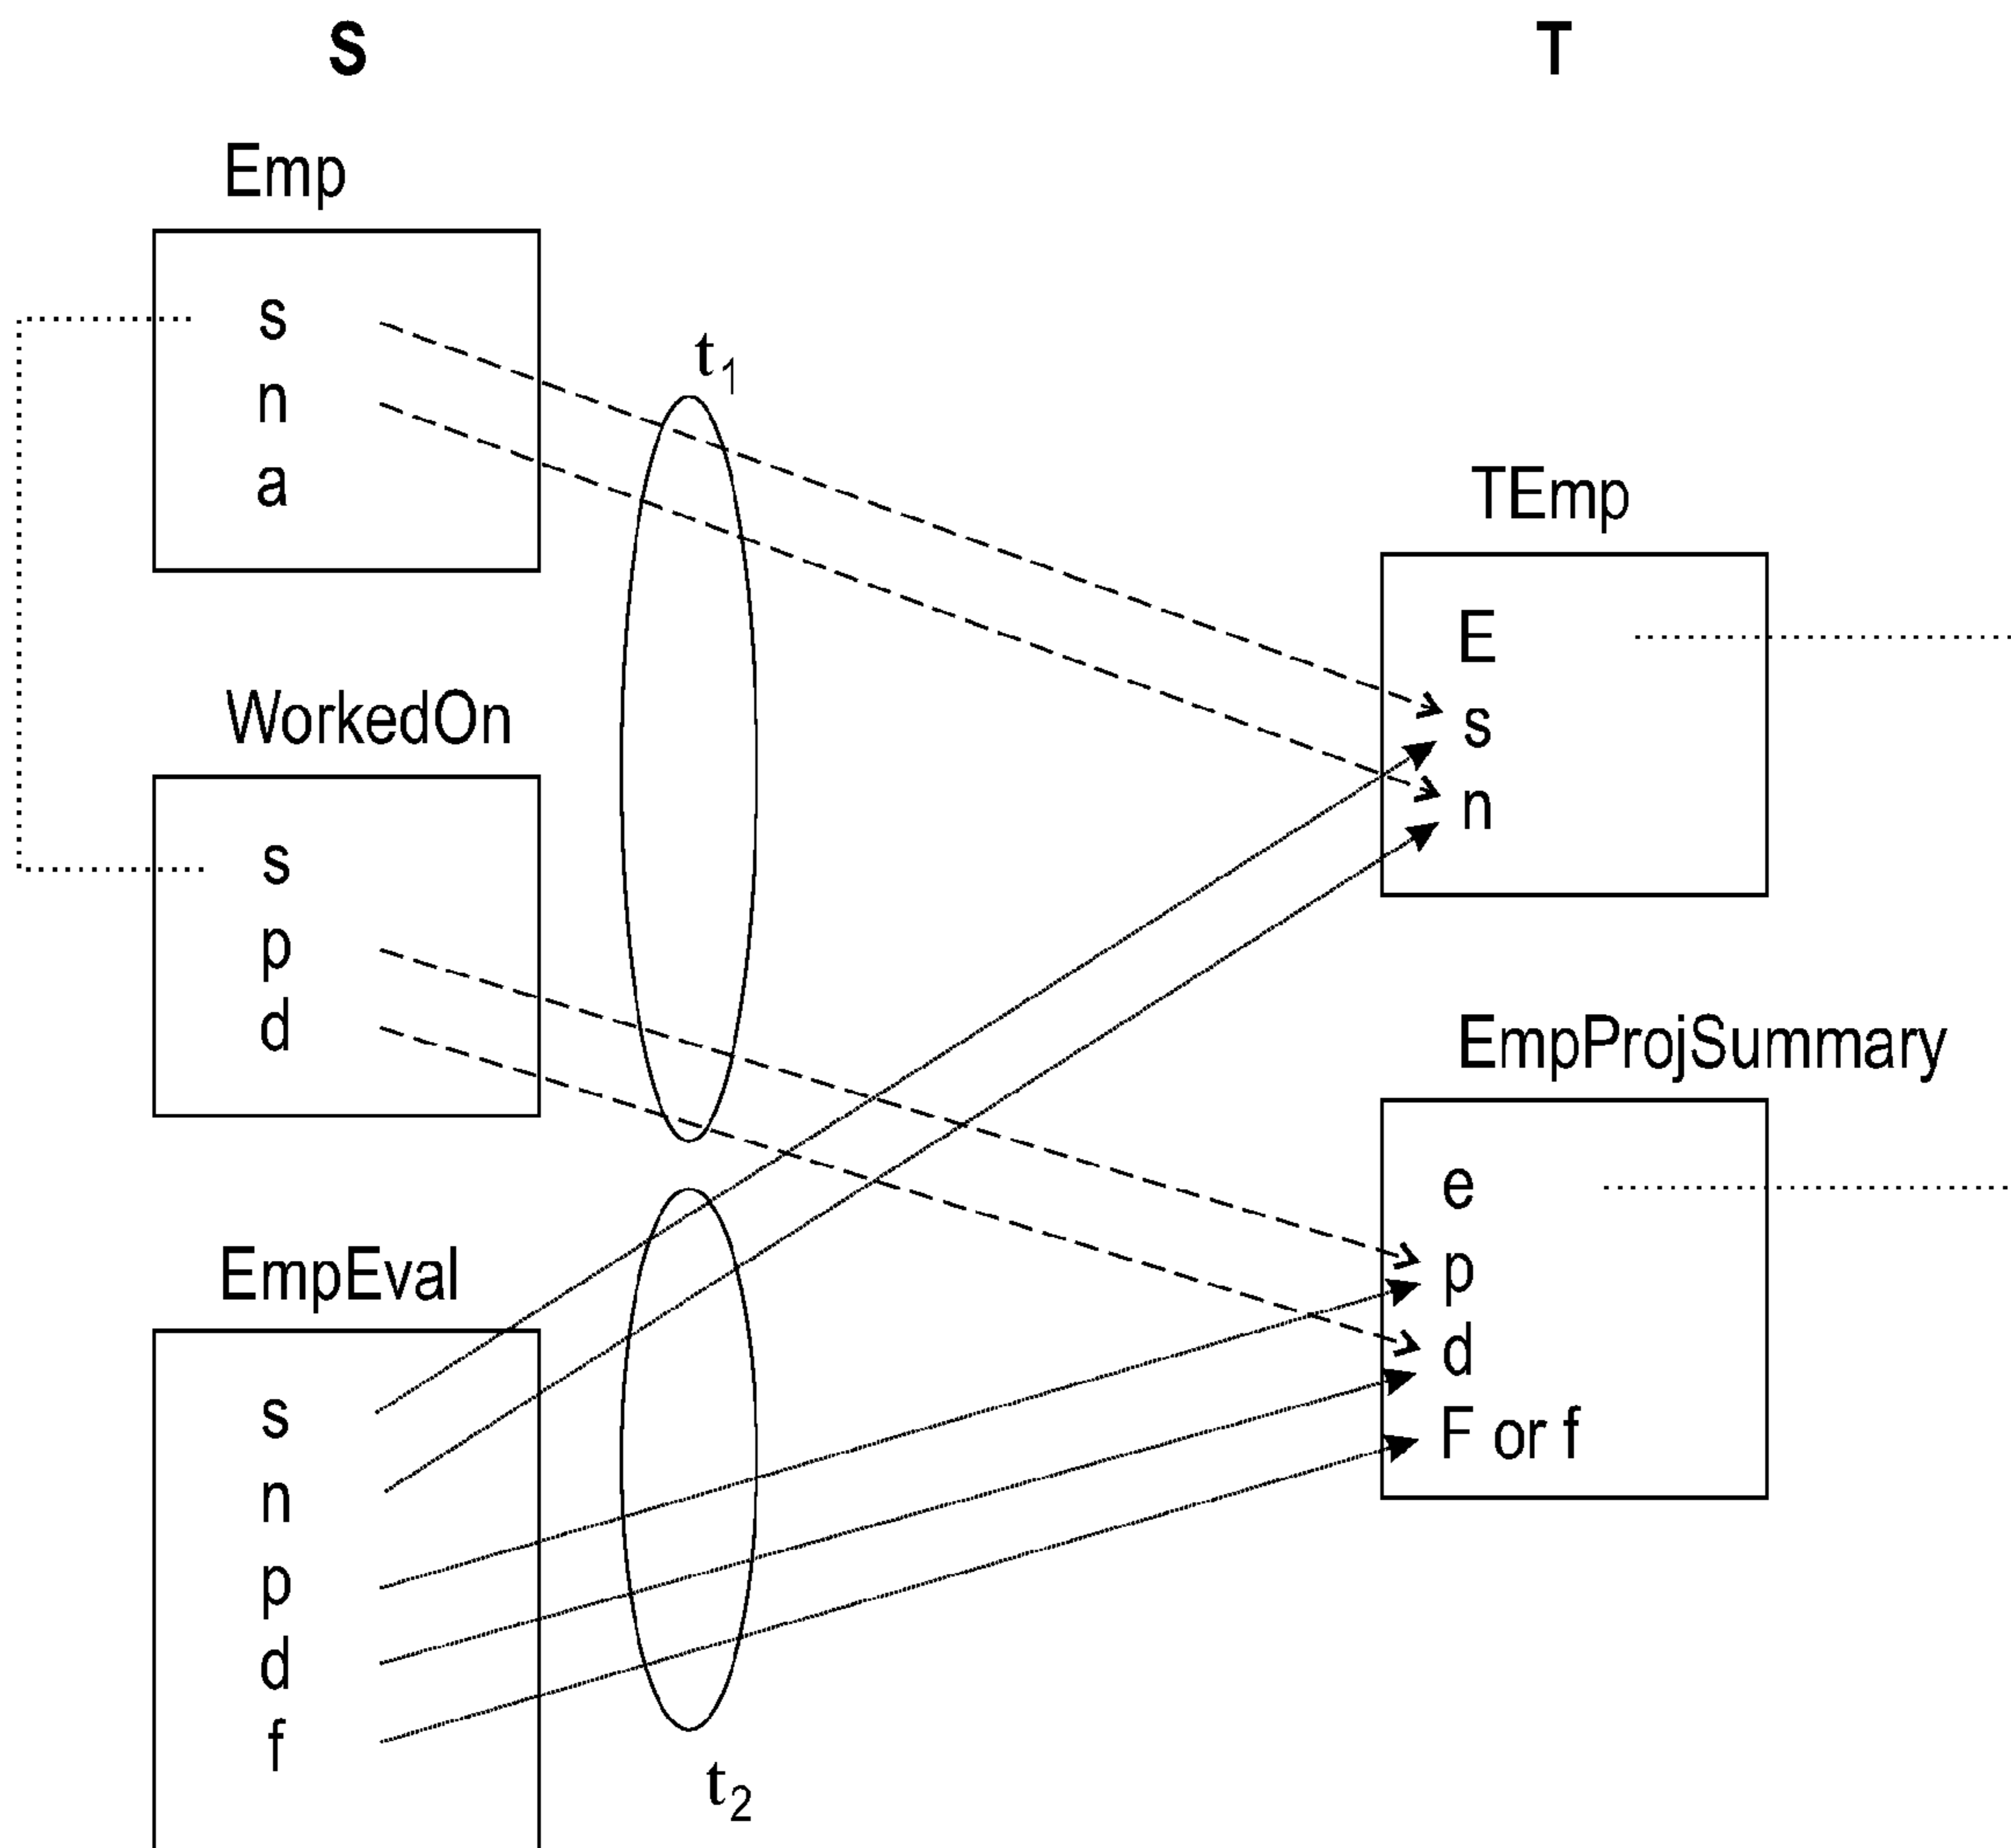 S
T
Emp
s
n
a
t1
WorkedOn
s
p
d
EmpEval
s
n
p
d
f
t2
TEmp
E
s
n
EmpProjSummary
e
p
d
F or f